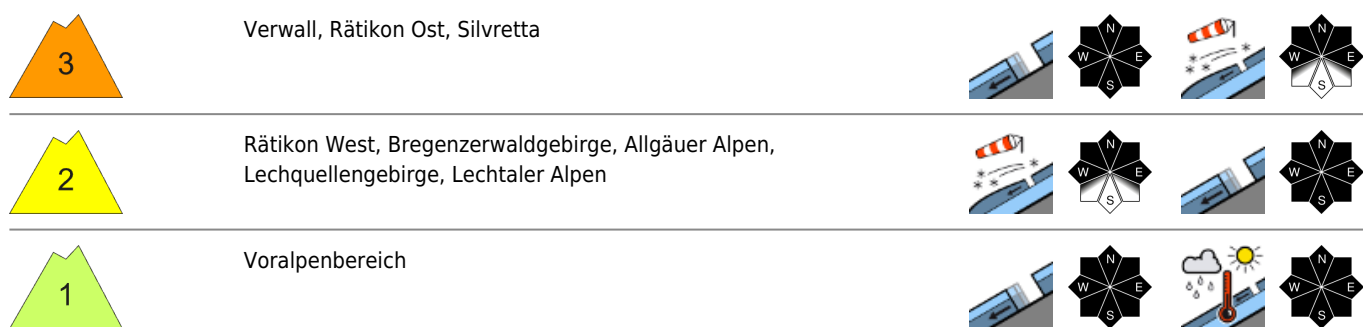 3
Verwall, Rätikon Ost, Silvretta
N
W E
S
N
W E
S
2
Rätikon West, Bregenzerwaldgebirge, Allgäuer Alpen,
Lechquellengebirge, Lechtaler Alpen
N
W E
S
N
W E
S
1
Voralpenbereich
N
W E
S
N
W E
S